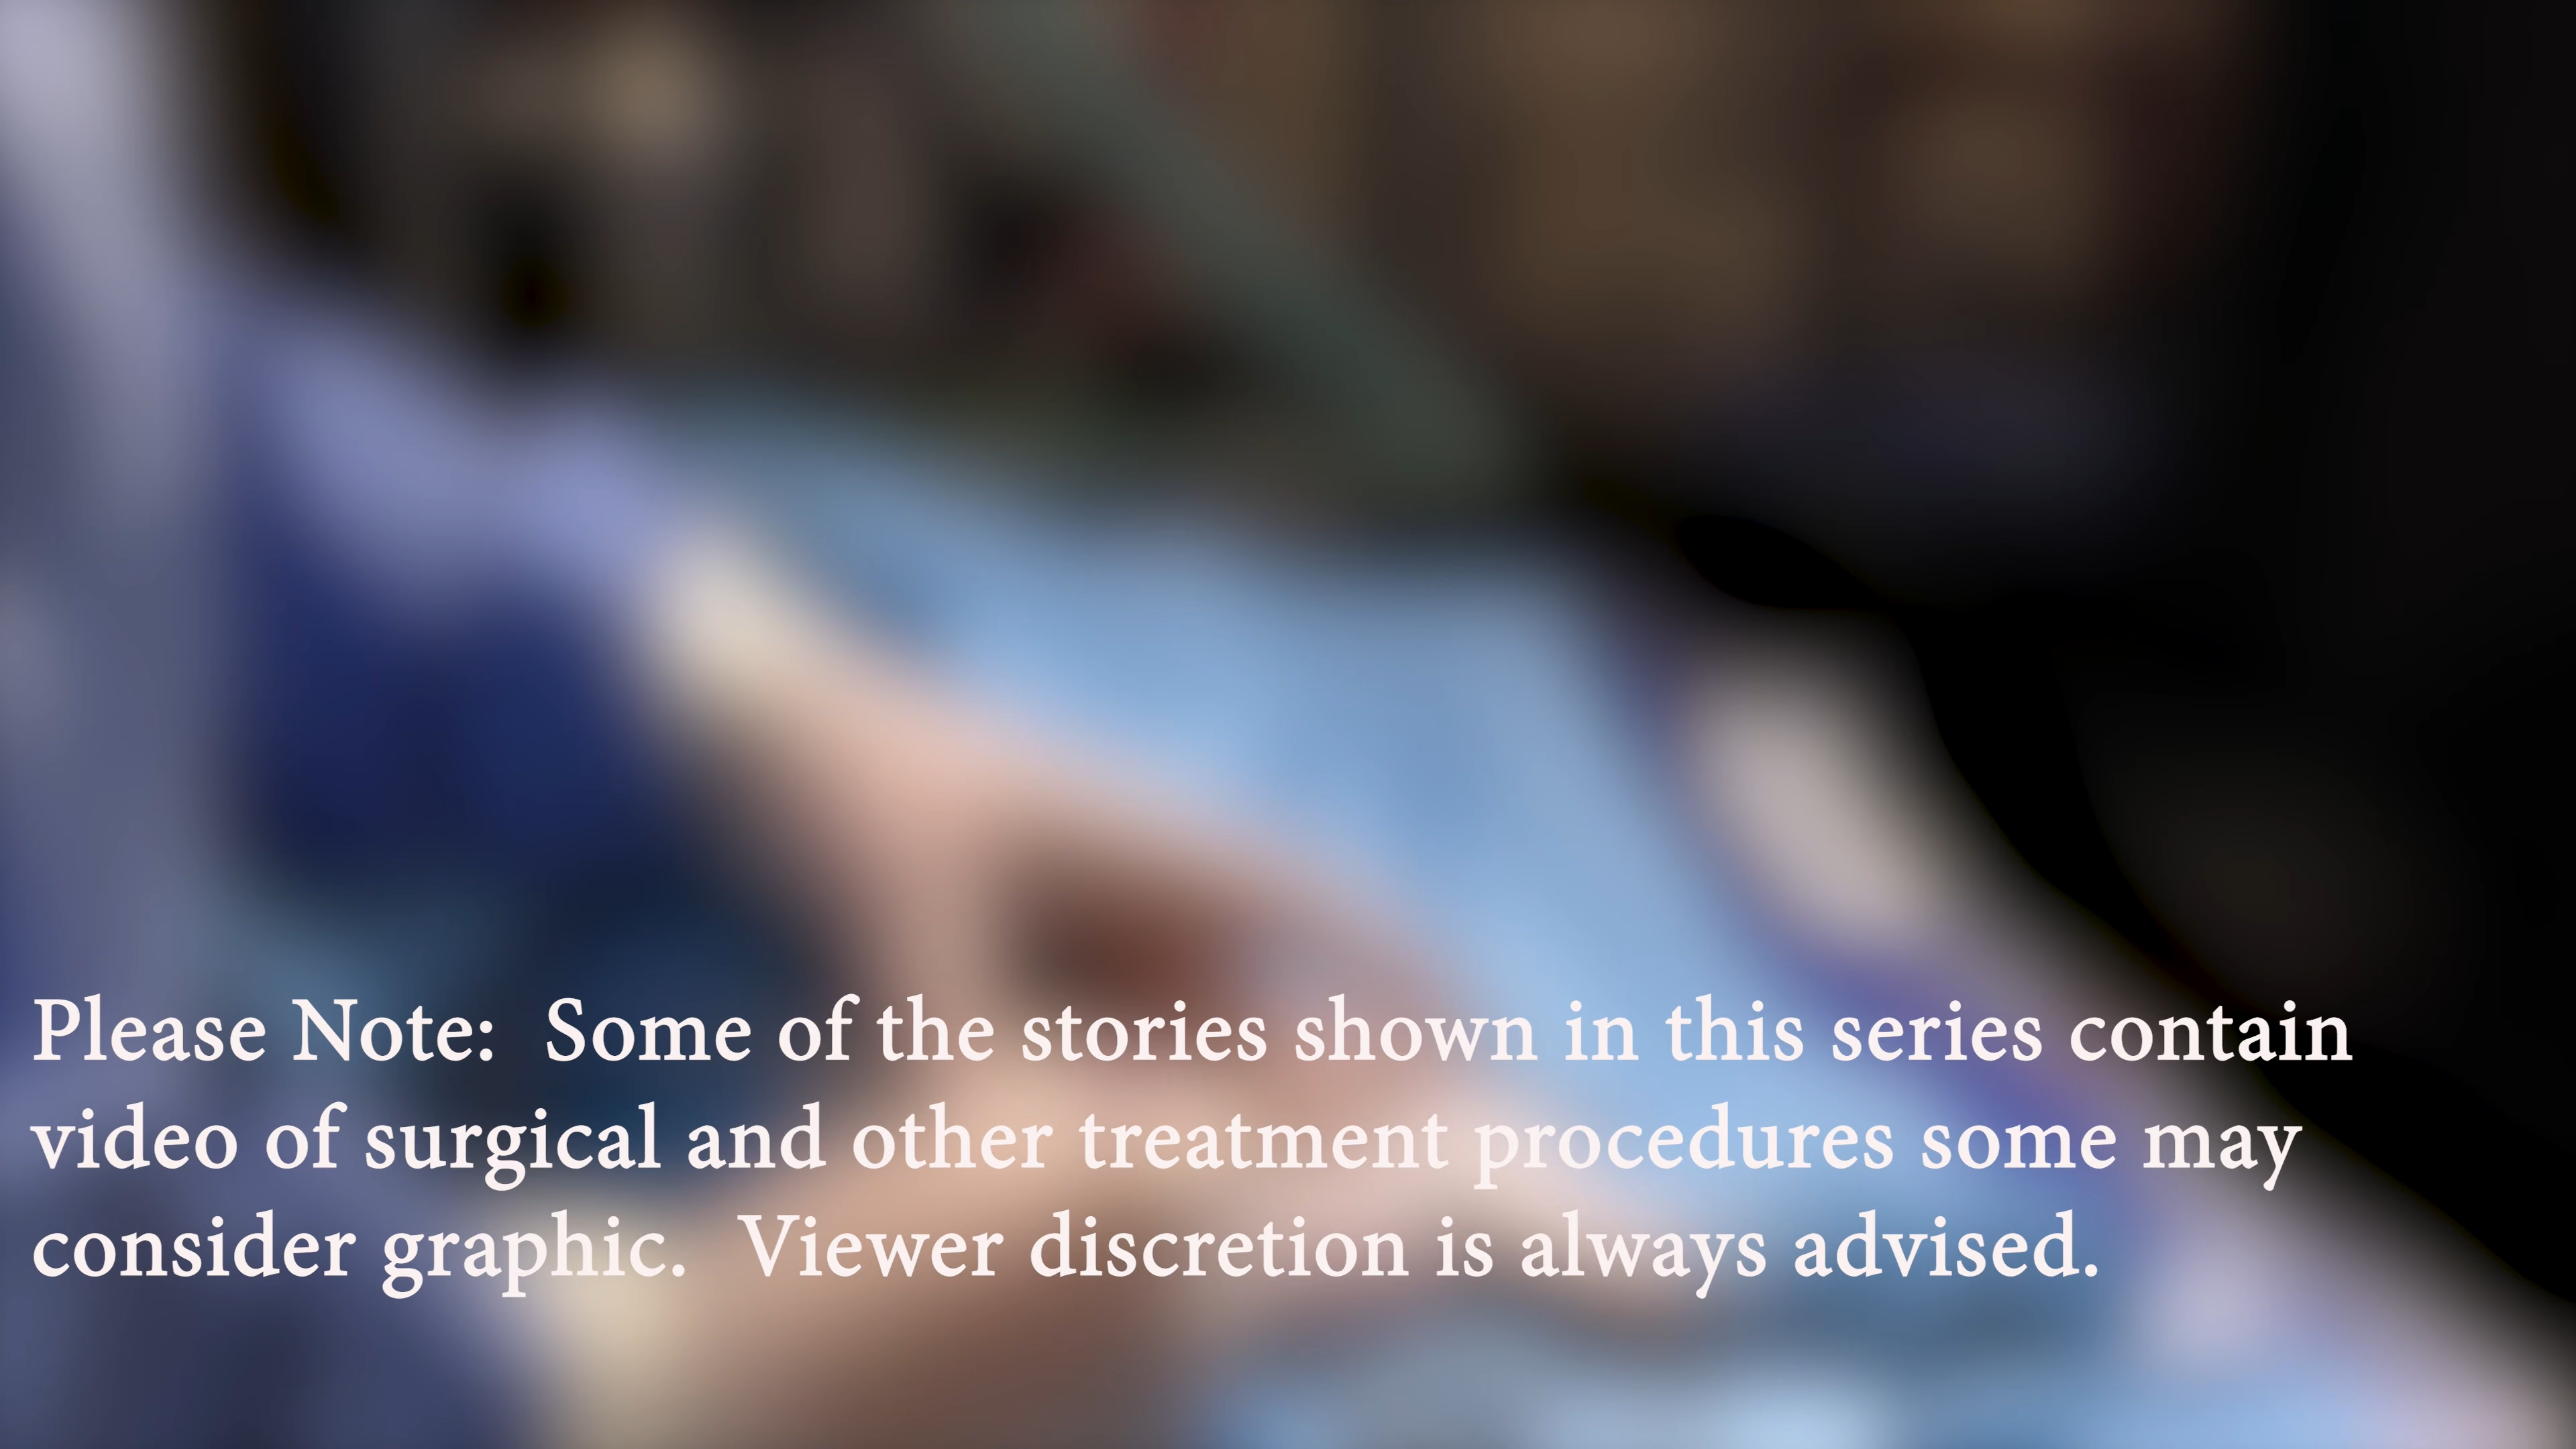 Please Note:  Some of the stories shown in this series contain
video of surgical and other treatment procedures some may
consider graphic.  Viewer discretion is always advised.